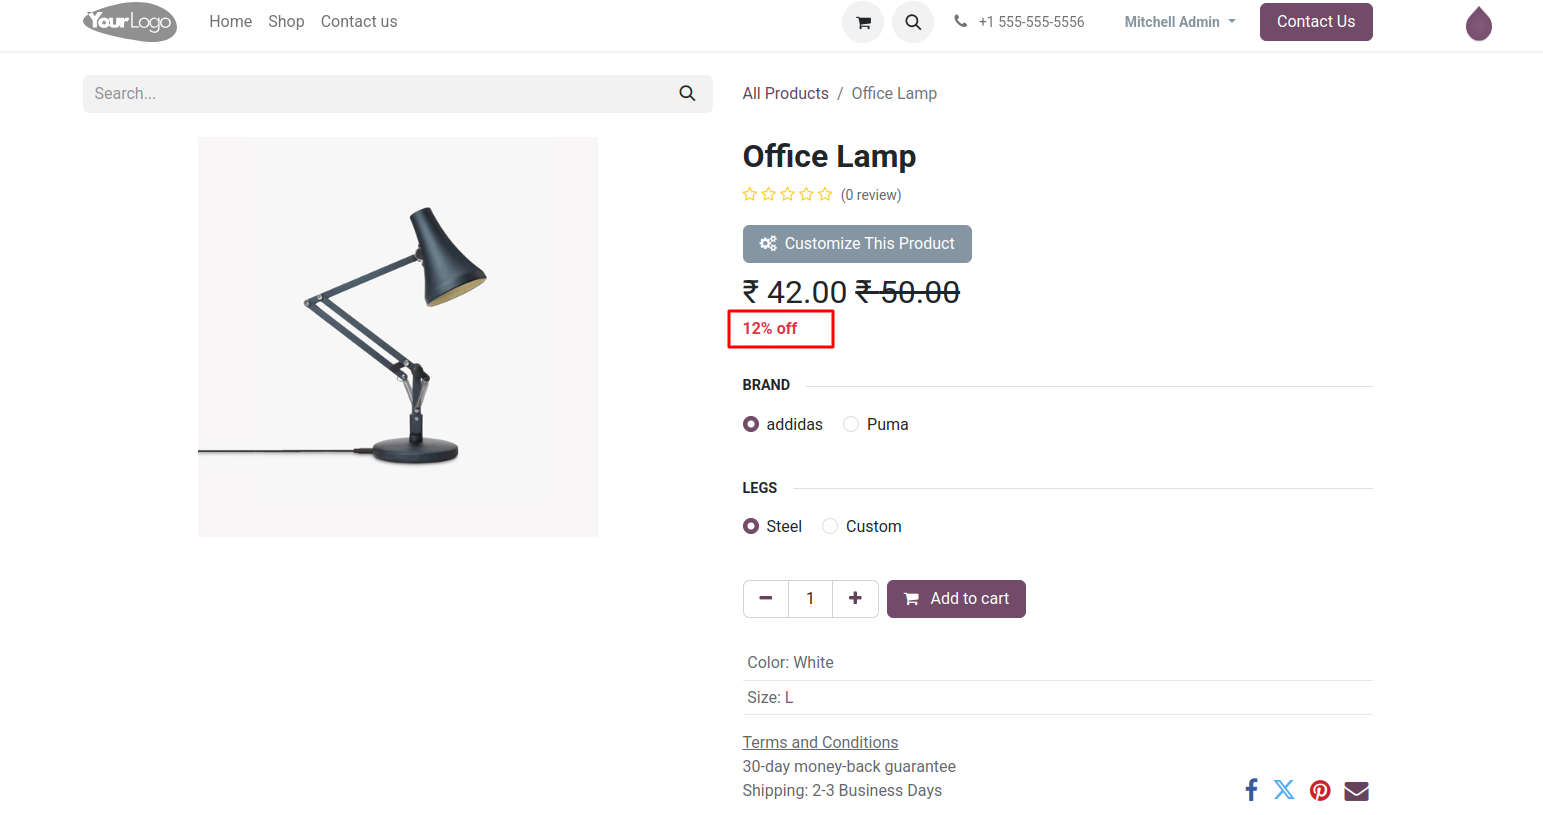 YourLogo Home Shop Contact us +1 555-555-5556 Mitchell Admin Contact Us
Search... All Products / Office Lamp
Office Lamp
(0 review)
Customize This Product
₹ 42.00 ₹ 50.00
12% off
BRAND
addidas Puma
LEGS
Steel Custom
1 Add to cart
Color: White
Size: L
Terms and Conditions
30-day money-back guarantee
Shipping: 2-3 Business Days